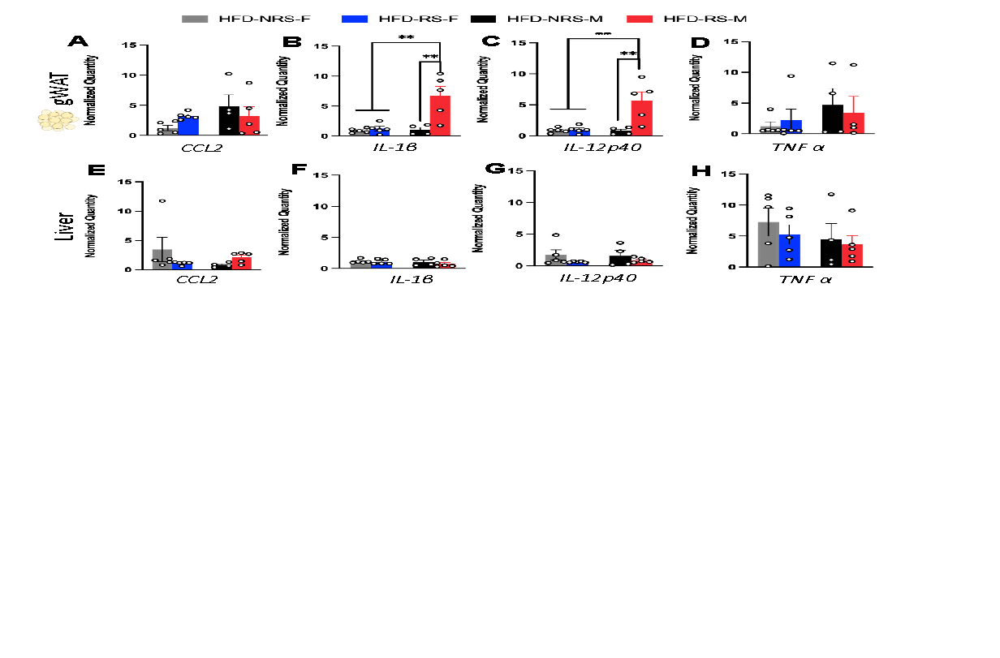 HFD-NRS-F HFD-RS-F HFD-NRS-M HFD-RS-M
A B C D
gWAT
Normalized Quantity Normalized Quantity Normalized Quantity Normalized Quantity
** ** ** **
15 15 15 15
10 10 10 10
5 5 5 5
0 0 0 0
CCL2 IL-1β IL-12p40 TNF α
E F G H
Liver
Normalized Quantity Normalized Quantity Normalized Quantity Normalized Quantity
15 15 15 15
10 10 10 10
5 5 5 5
0 0 0 0
CCL2 IL-1β IL-12p40 TNF α